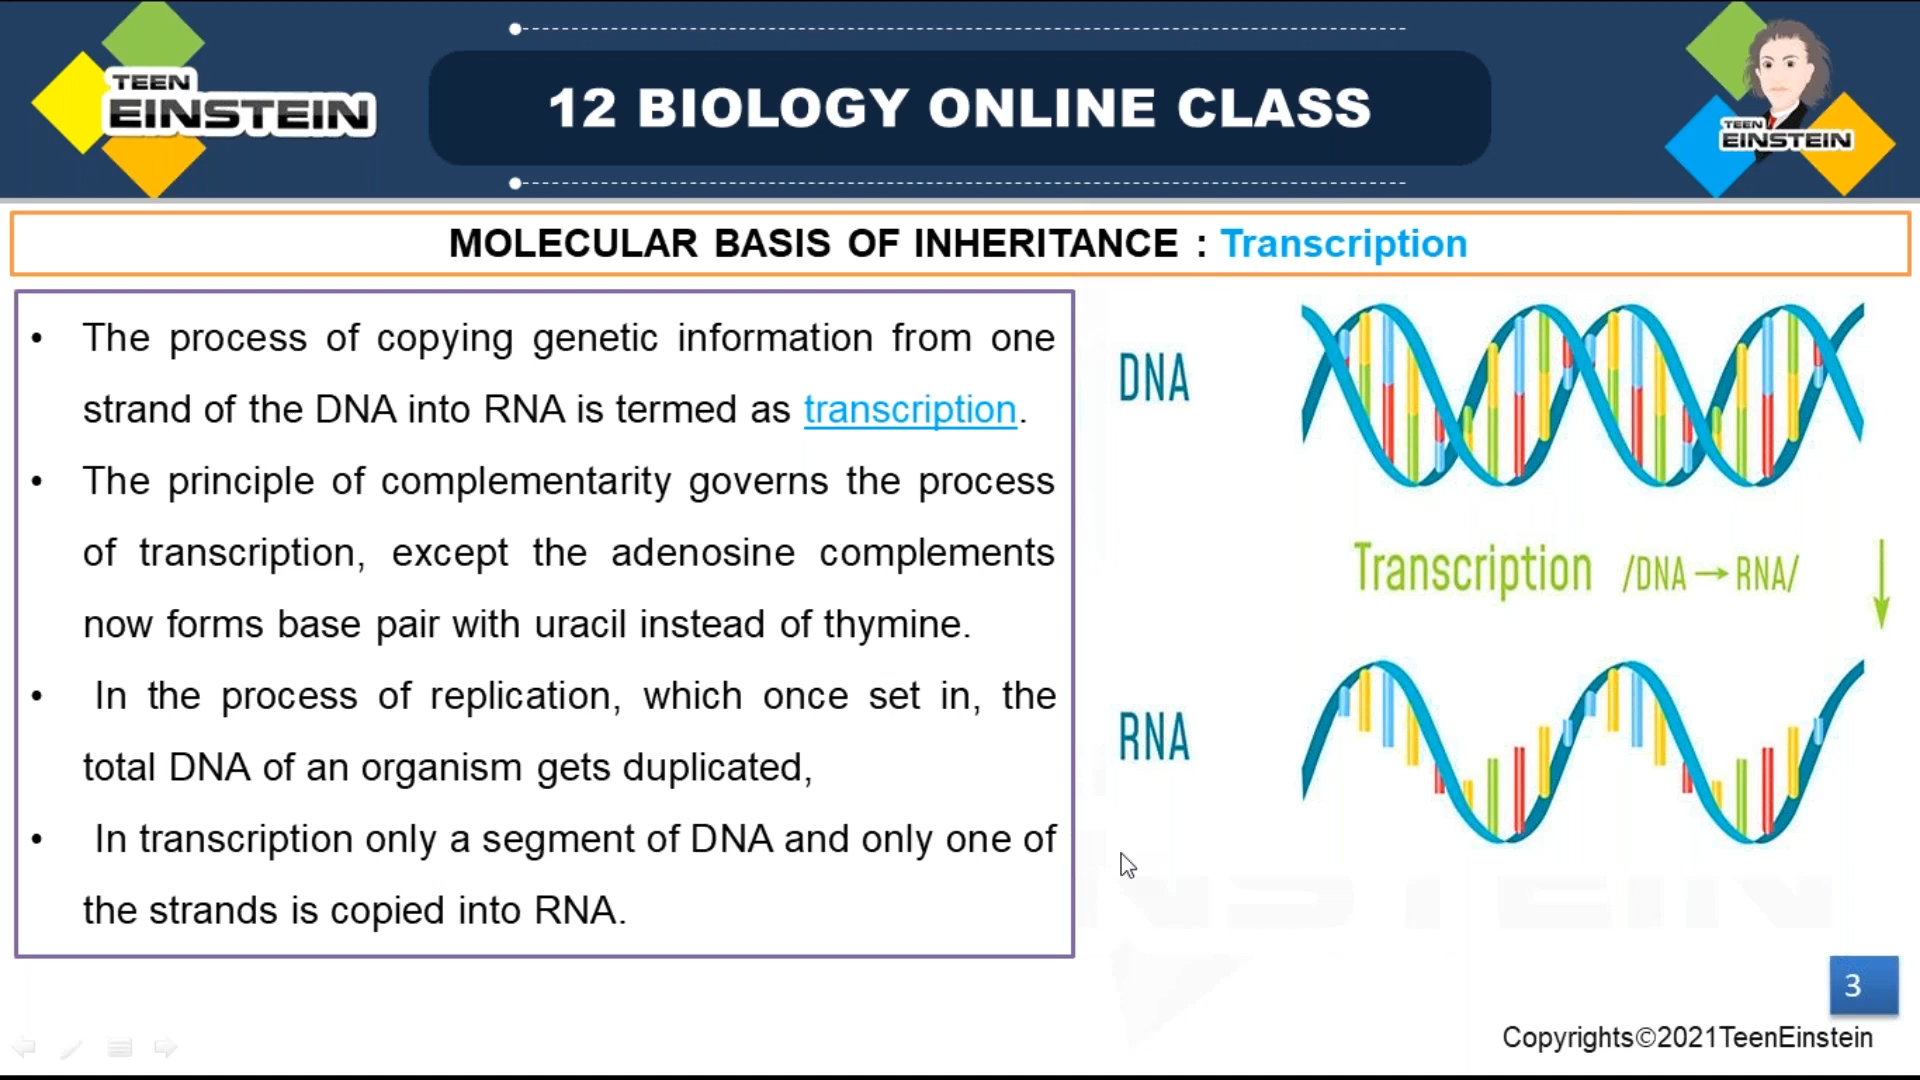 TEEN
EINSTEIN
12 BIOLOGY ONLINE CLASS
TEEN
EINSTEIN
MOLECULAR BASIS OF INHERITANCE : Transcription
• The process of copying genetic information from one
strand of the DNA into RNA is termed as transcription.
• The principle of complementarity governs the process
of transcription, except the adenosine complements
now forms base pair with uracil instead of thymine.
• In the process of replication, which once set in, the
total DNA of an organism gets duplicated,
• In transcription only a segment of DNA and only one of
the strands is copied into RNA.
DNA
Transcription /DNA→RNA/
RNA
3
Copyrights©2021TeenEinstein